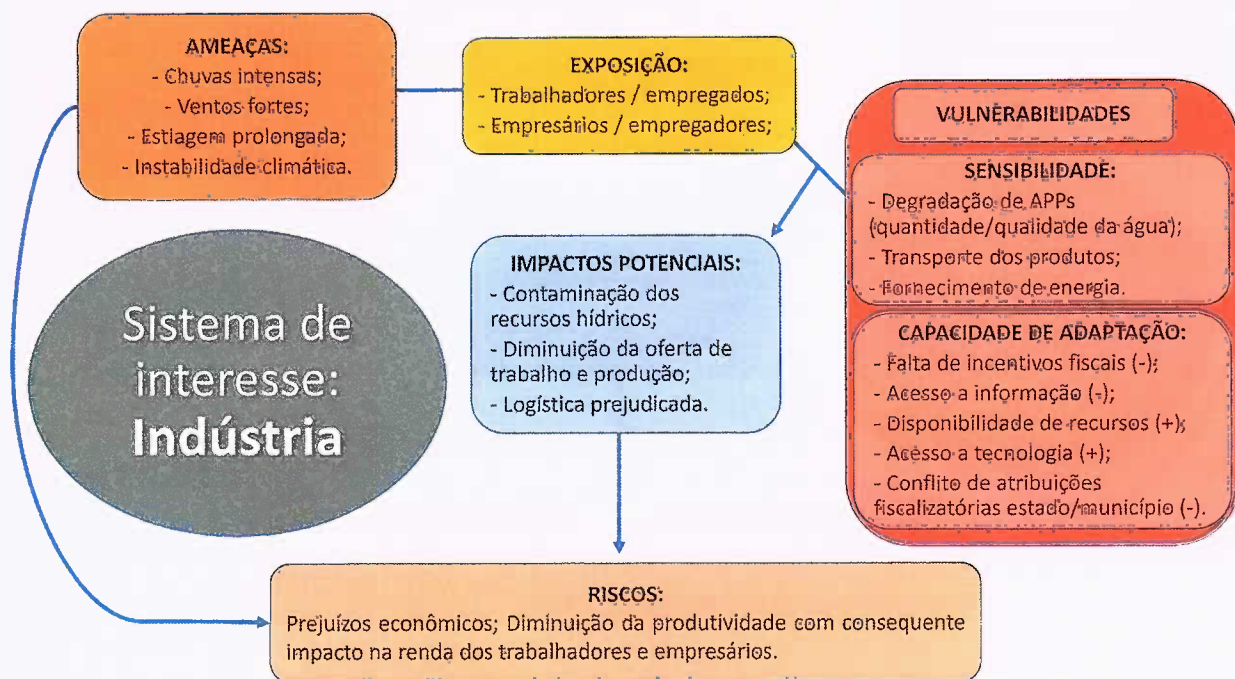 AMEAÇAS:
- Chuvas intensas;
- Ventos fortes;
- Estiagem prolongada;
- Instabilidade climática.
EXPOSIÇÃO:
- Trabalhadores / empregados;
- Empresários / empregadores;
VULNERABILIDADES
SENSIBILIDADE:
- Degradação de APPs
(quantidade/qualidade da água);
- Transporte dos produtos;
- Fornecimento de energia.
CAPACIDADE DE ADAPTAÇÃO:
- Falta de incentivos fiscais (-);
- Acesso a informação (-);
- Disponibilidade de recursos (+);
- Acesso a tecnologia (+);
- Conflito de atribuições
fiscalizatórias estado/município (-).
IMPACTOS POTENCIAIS:
- Contaminação dos
recursos hídricos;
- Diminuição da oferta de
trabalho e produção;
- Logística prejudicada.
Sistema de
interesse:
Indústria
RISCOS:
Prejuízos econômicos; Diminuição da produtividade com consequente
impacto na renda dos trabalhadores e empresários.